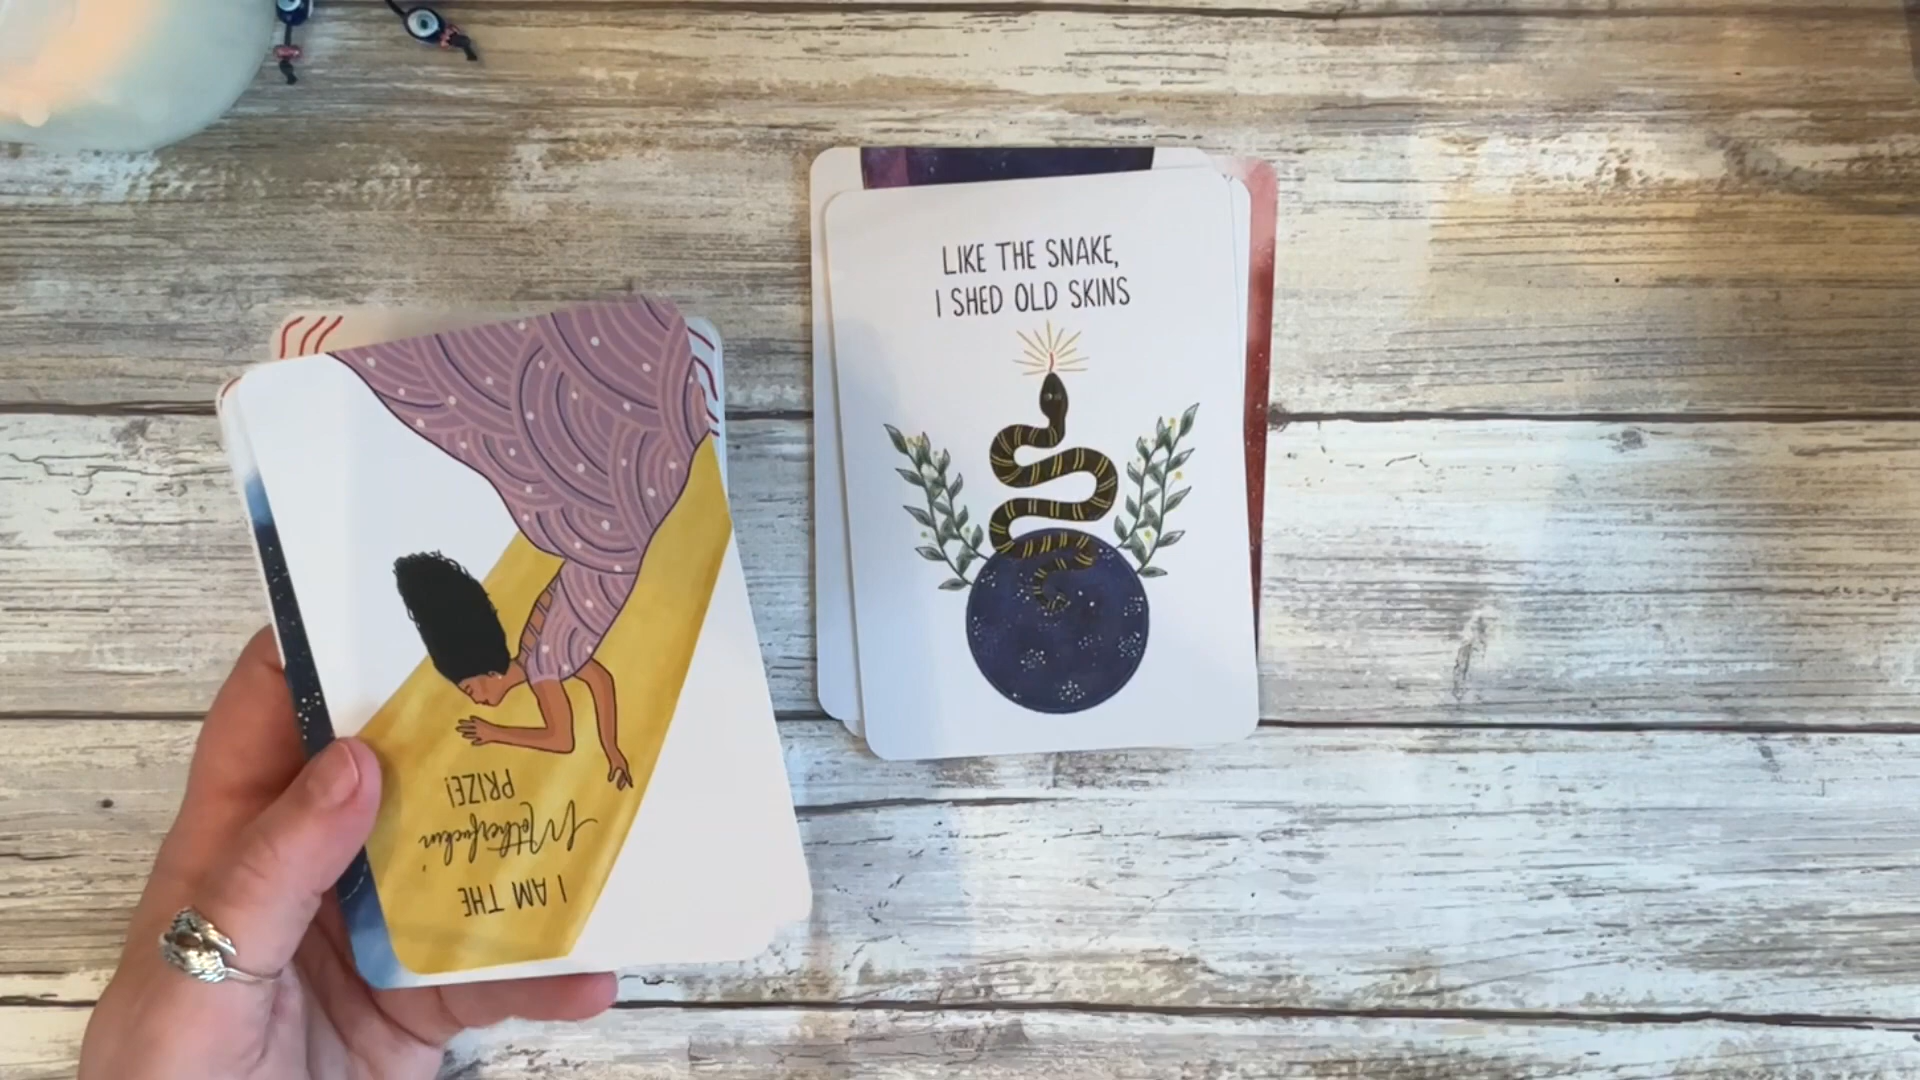 LIKE THE SNAKE,
I SHED OLD SKINS
I AM THE
Motherfuckin'
PRIZE!